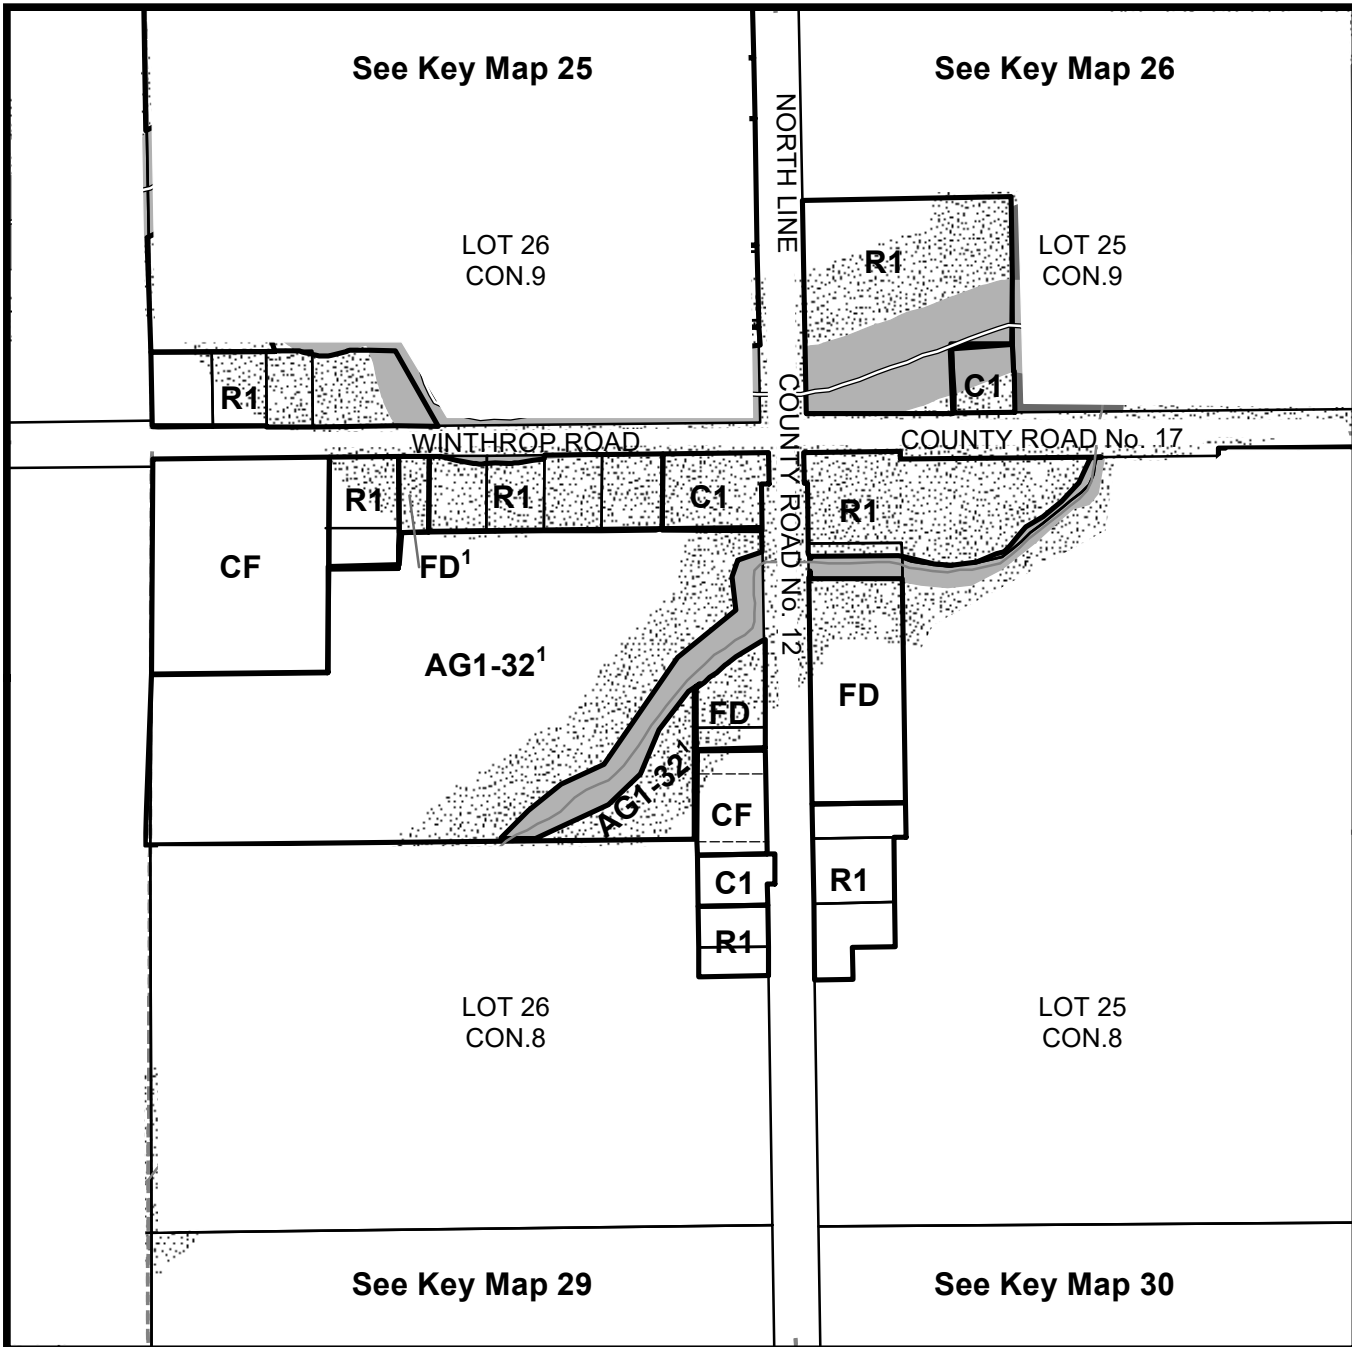 See Key Map 25
See Key Map 26
NORTH LINE
LOT 26
CON.9
R1
LOT 25
CON.9
R1
C1
COUNTY ROAD No. 12
WINTHROP ROAD
COUNTY ROAD No. 17
R1
R1
C1
R1
CF
FD¹
AG1-32¹
FD
FD
AG1-32¹
CF
C1
R1
R1
LOT 26
CON.8
LOT 25
CON.8
See Key Map 29
See Key Map 30